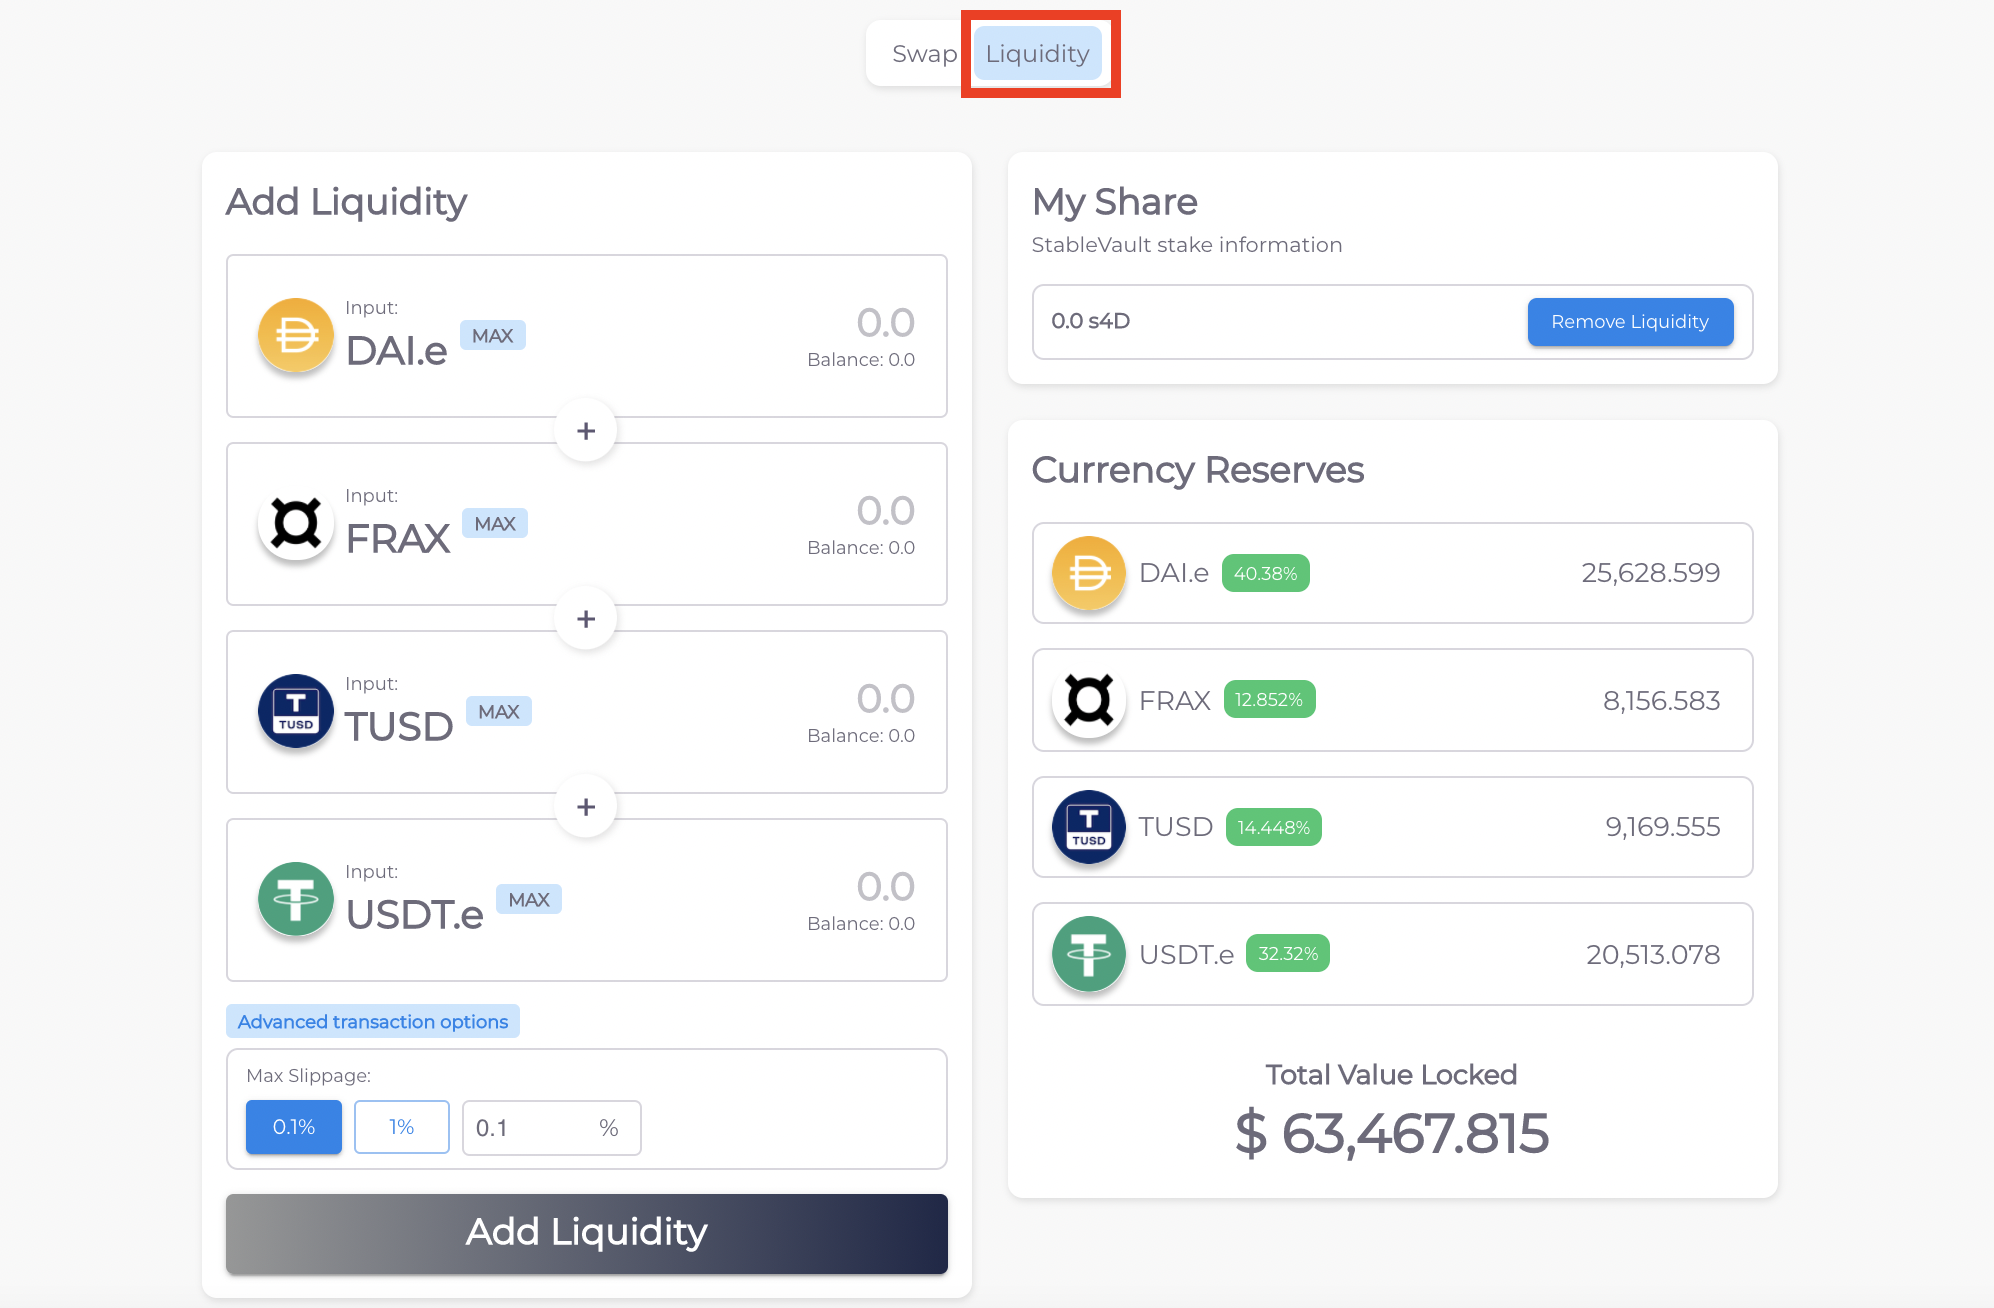 Swap Liquidity
Add Liquidity
Input:
DAI.e MAX
0.0
Balance: 0.0
+
Input:
FRAX MAX
0.0
Balance: 0.0
+
Input:
T
TUSD
TUSD MAX
0.0
Balance: 0.0
+
Input:
USDT.e MAX
0.0
Balance: 0.0
Advanced transaction options
Max Slippage:
0.1% 1% 0.1 %
Add Liquidity
My Share
StableVault stake information
0.0 s4D Remove Liquidity
Currency Reserves
DAI.e 40.38% 25,628.599
FRAX 12.852% 8,156.583
T
TUSD
TUSD 14.448% 9,169.555
USDT.e 32.32% 20,513.078
Total Value Locked
$ 63,467.815